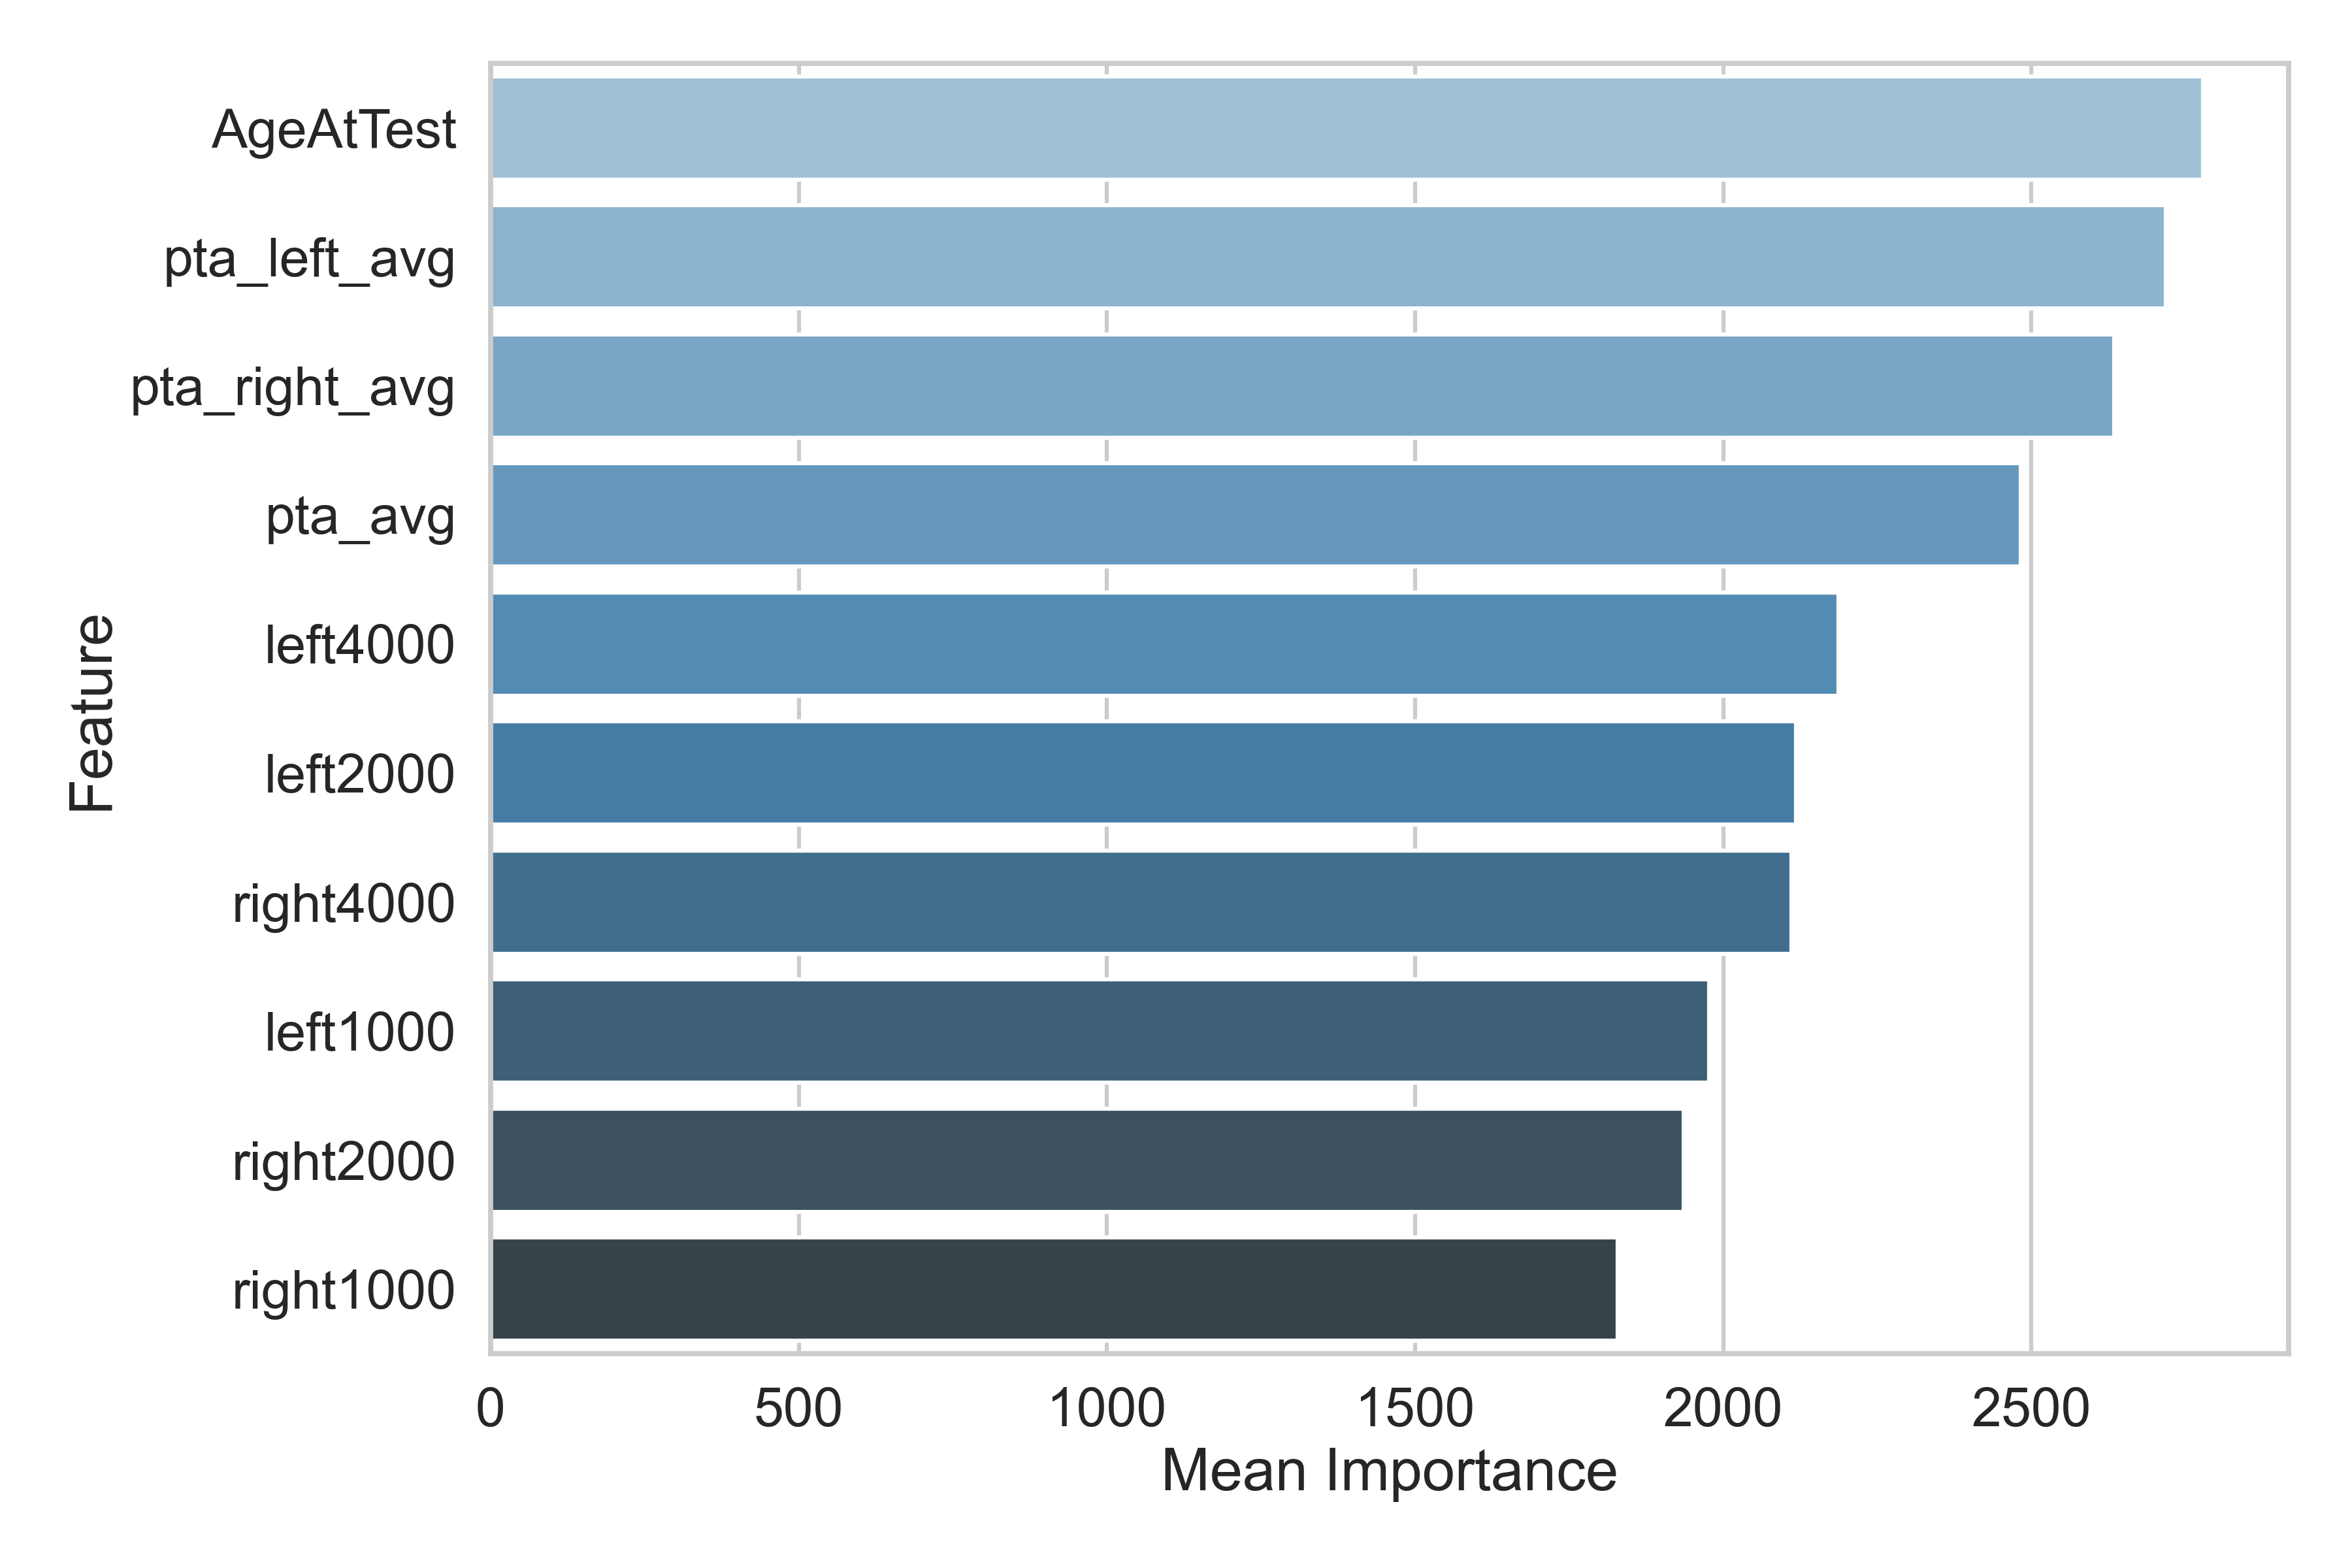 AgeAtTest
pta_left_avg
pta_right_avg
pta_avg
left4000
left2000
right4000
left1000
right2000
right1000
Feature
0 500 1000 1500 2000 2500
Mean Importance